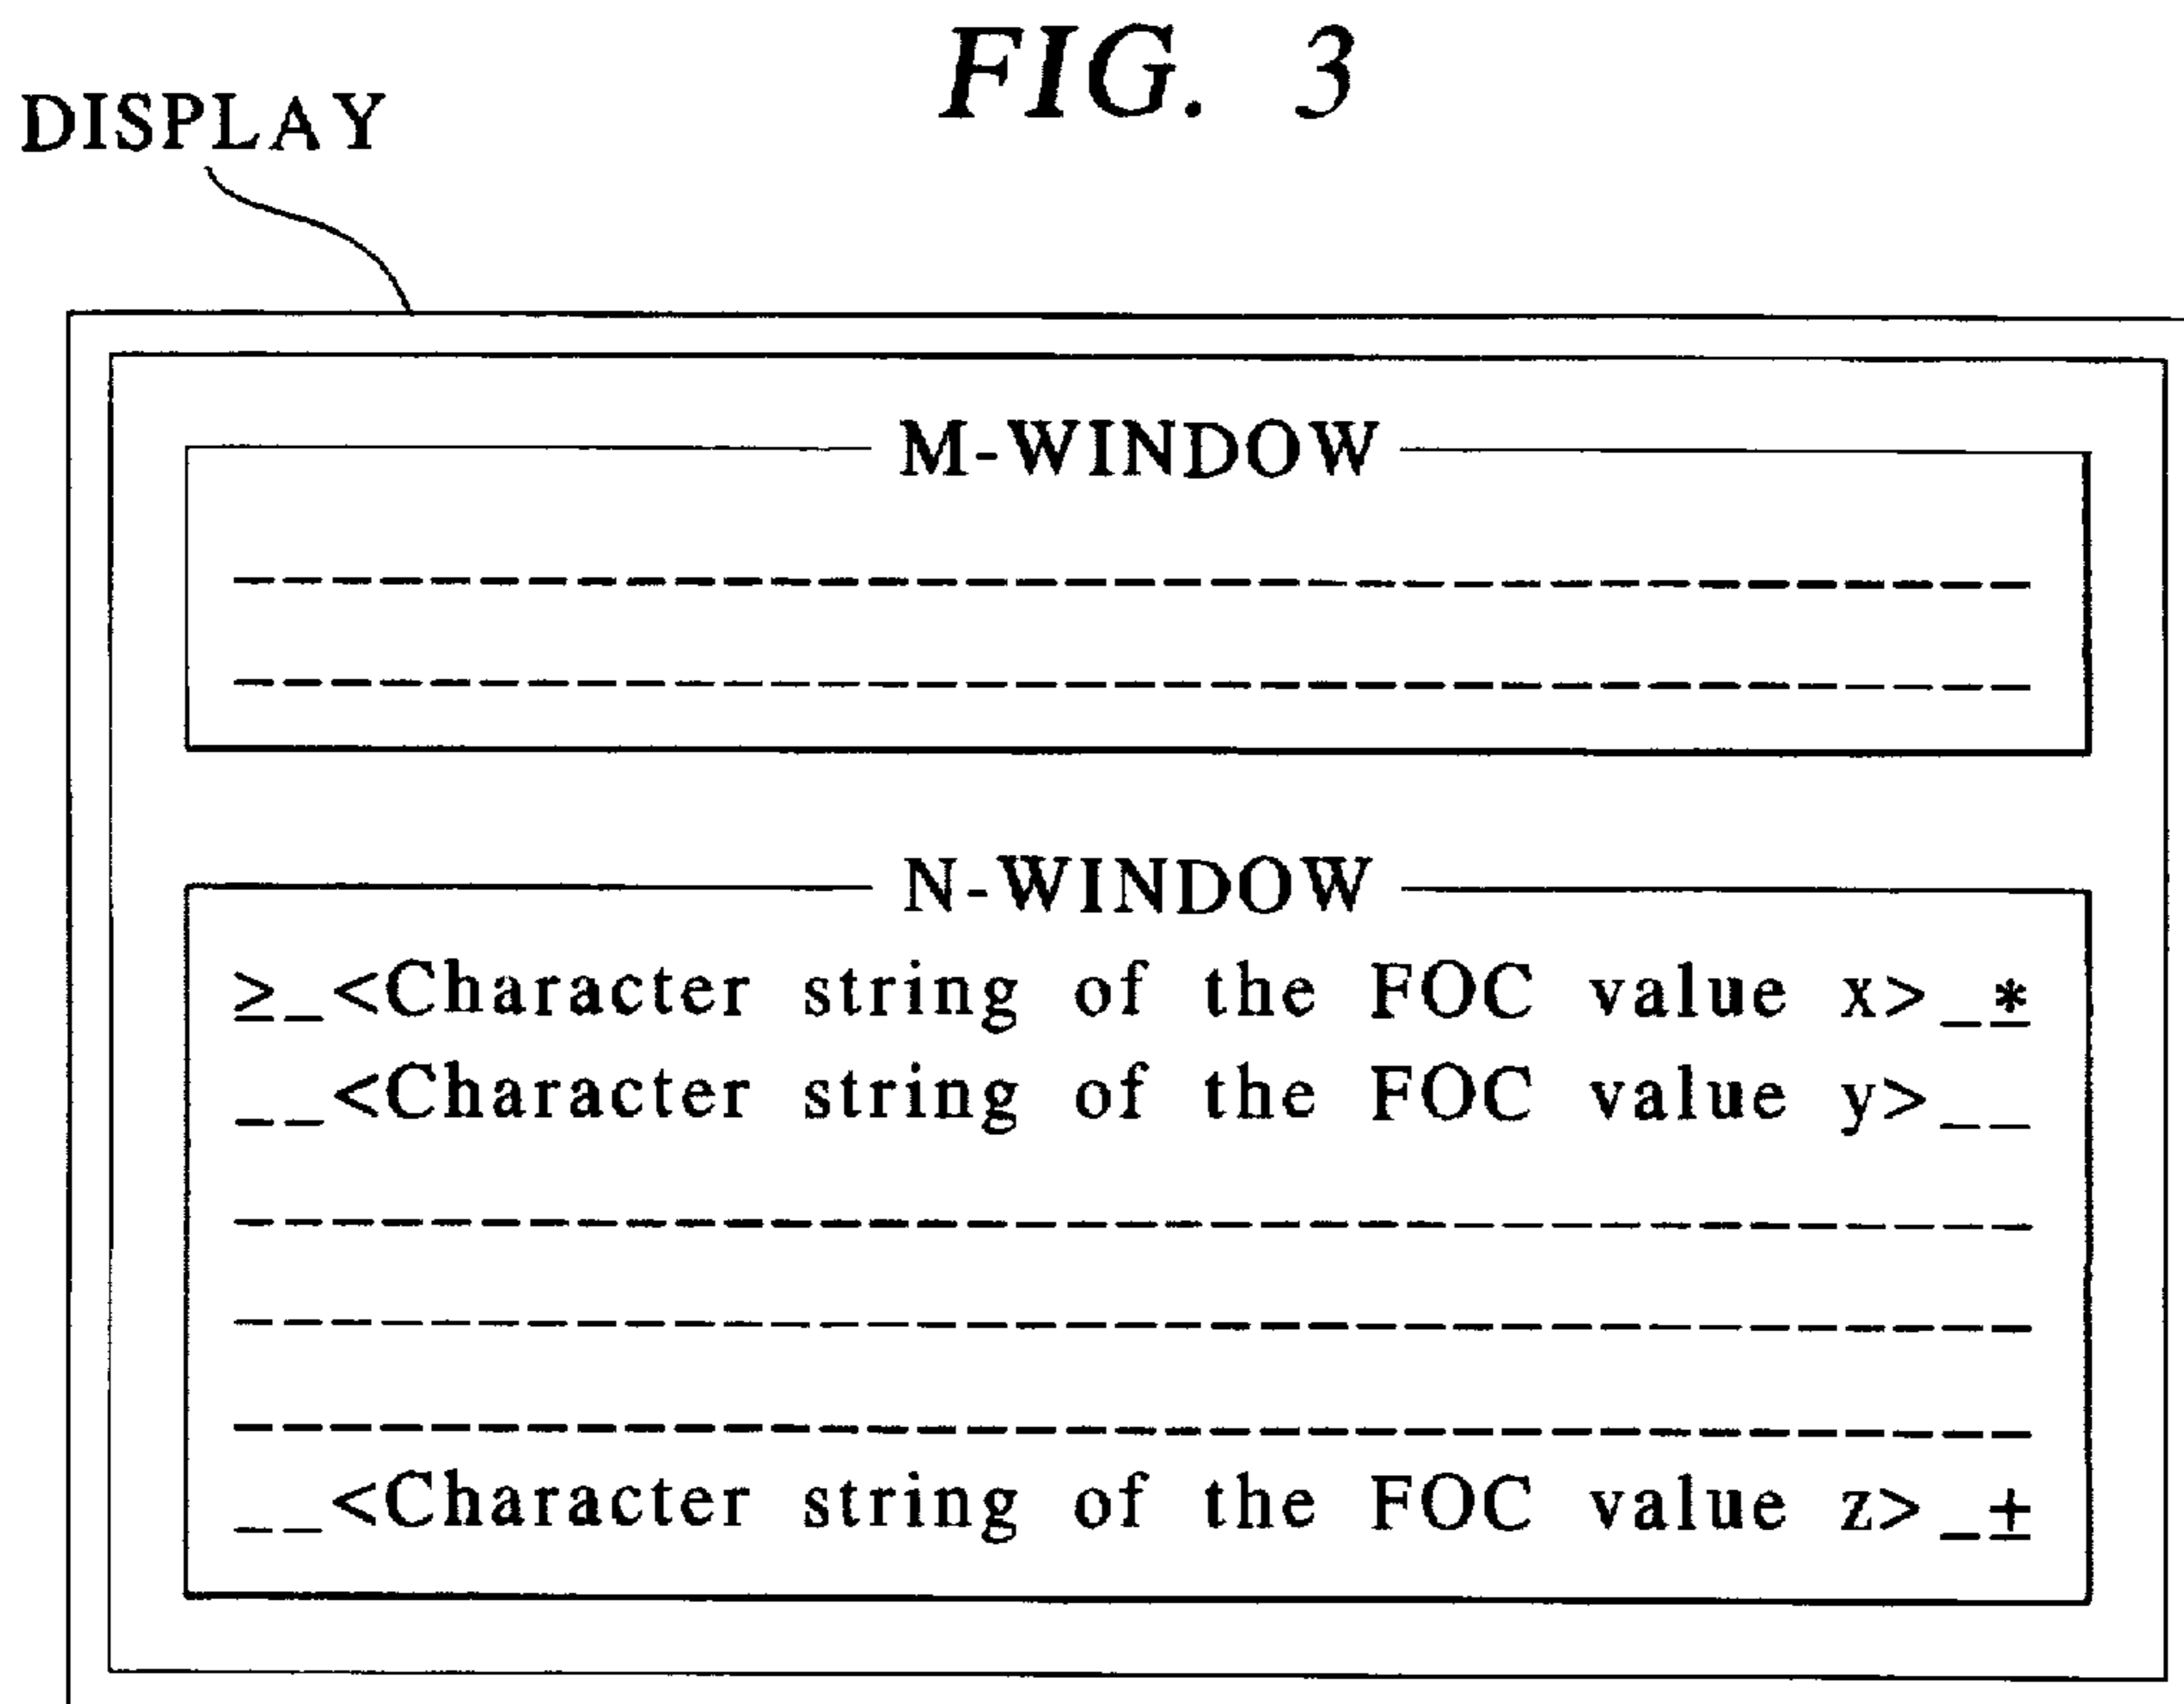 FIG. 3
DISPLAY
M-WINDOW
N-WINDOW
≥_<Character string of the FOC value x>_*
__<Character string of the FOC value y>__
__<Character string of the FOC value z>_+